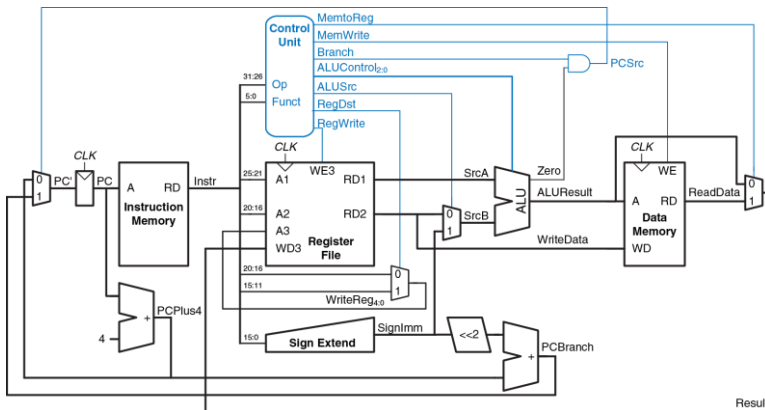 MemtoReg
Control
Unit
MemWrite
Branch
ALUControl2:0
PCSrc
31:26
Op
ALUSrc
5:0
Funct
RegDst
RegWrite
CLK
CLK
CLK
0
1
PC'
PC
A
RD
Instruction
Memory
Instr
25:21
A1
WE3
RD1
SrcA
Zero
WE
20:16
A2
RD2
0
1
SrcB
ALU
ALUResult
A
RD
ReadData
0
1
A3
Register
File
WD3
Data
Memory
WriteData
WD
20:16
0
15:11
1
WriteReg4:0
PCPlus4
+
4
SignImm
15:0
Sign Extend
<<2
+
PCBranch
Resul